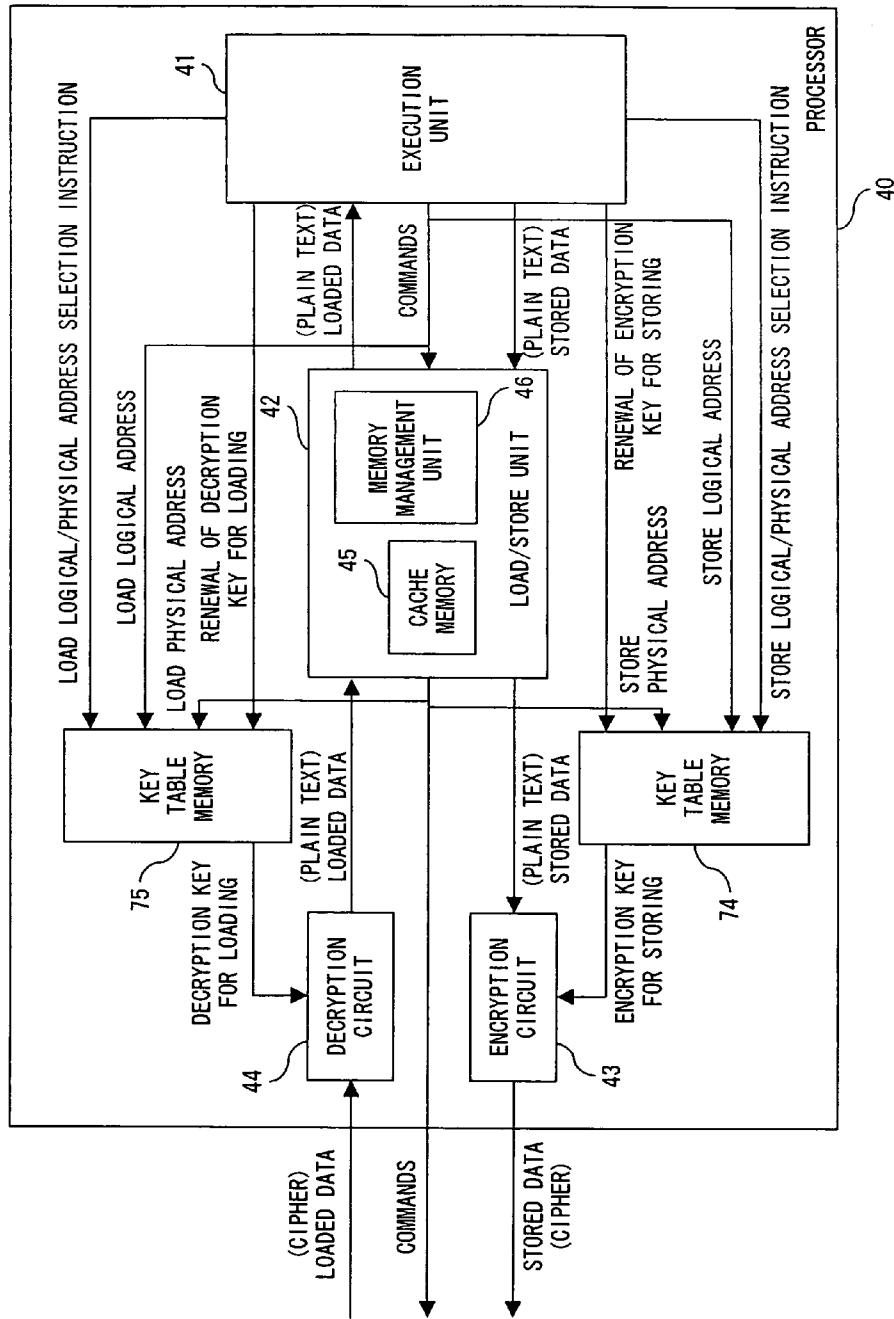 LOAD LOGICAL/PHYSICAL ADDRESS SELECTION INSTRUCTION
LOAD LOGICAL ADDRESS
LOAD PHYSICAL ADDRESS
RENEWAL OF DECRYPTION
KEY FOR LOADING
41
EXECUTION
UNIT
KEY
TABLE
MEMORY
75
DECRYPTION KEY
FOR LOADING
(PLAIN TEXT)
LOADED DATA
COMMANDS
(PLAIN TEXT)
STORED DATA
42
MEMORY
MANAGEMENT
UNIT
46
45
CACHE
MEMORY
LOAD/STORE UNIT
(PLAIN TEXT)
LOADED DATA
DECRYPTION
CIRCUIT
44
(CIPHER)
LOADED DATA
COMMANDS
STORED DATA
(CIPHER)
(PLAIN TEXT)
STORED DATA
ENCRYPTION
CIRCUIT
43
ENCRYPTION KEY
FOR STORING
KEY
TABLE
MEMORY
74
RENEWAL OF ENCRYPTION
KEY FOR STORING
STORE
PHYSICAL ADDRESS
STORE LOGICAL ADDRESS
STORE LOGICAL/PHYSICAL ADDRESS SELECTION INSTRUCTION
PROCESSOR
40